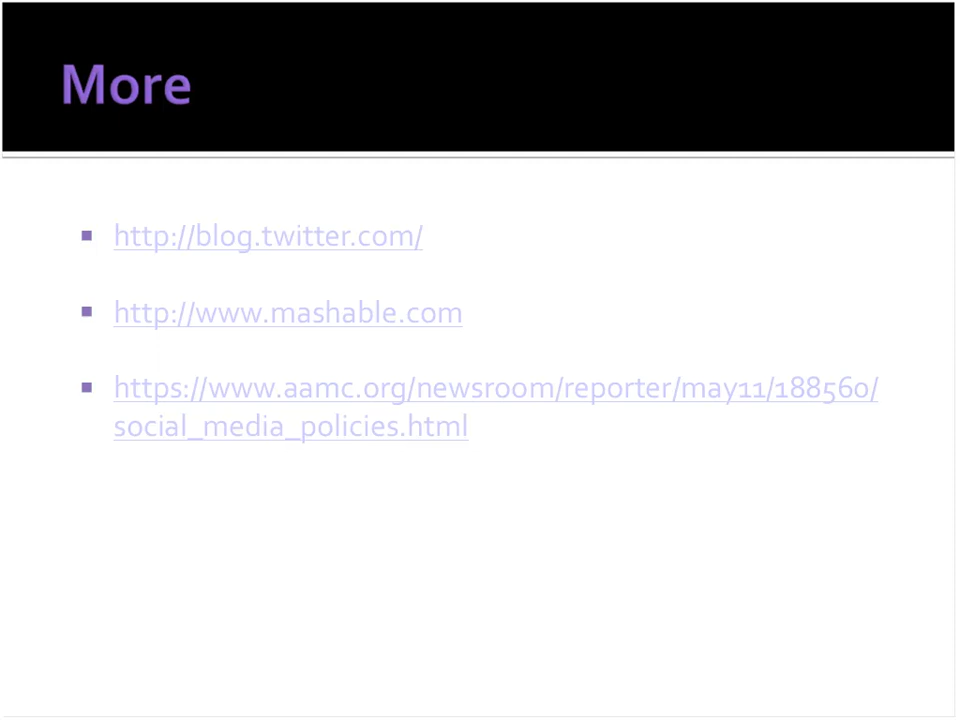 More
http://blog.twitter.com/
http://www.mashable.com
https://www.aamc.org/newsroom/reporter/may11/188560/
social_media_policies.html